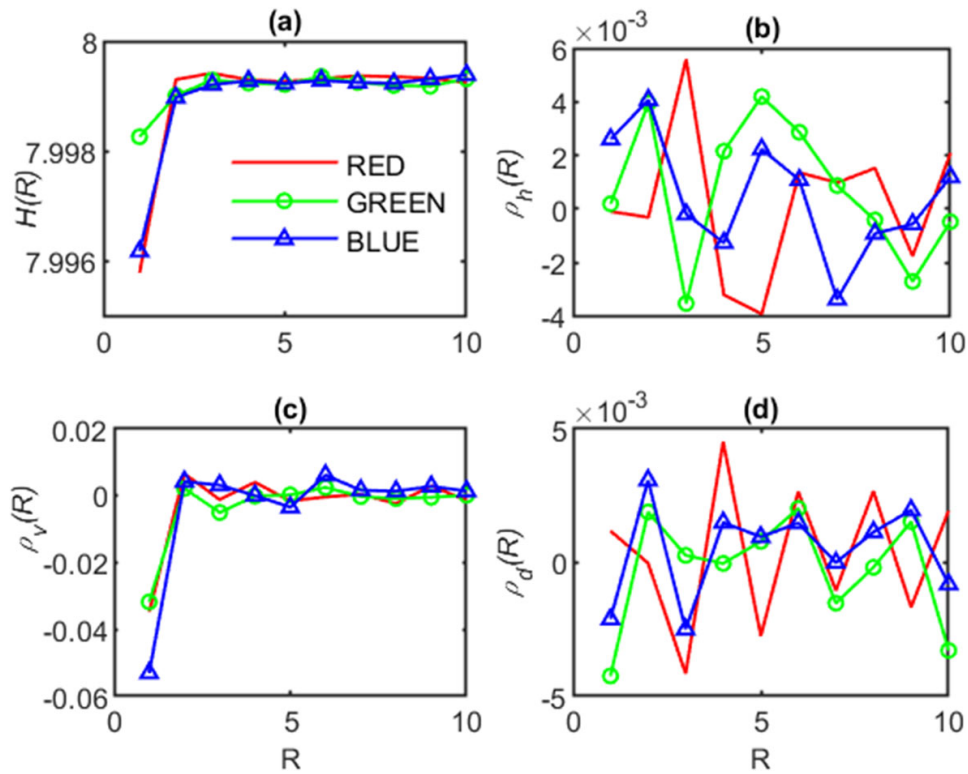 (a)
8
7.998
7.996
H(R)
RED
GREEN
BLUE
0 5 10
(b)
×10-3
6
4
2
0
-2
-4
ρh(R)
0 5 10
(c)
0.02
0
-0.02
-0.04
-0.06
ρv(R)
0 5 10
R
(d)
×10-3
5
0
-5
ρd(R)
0 5 10
R